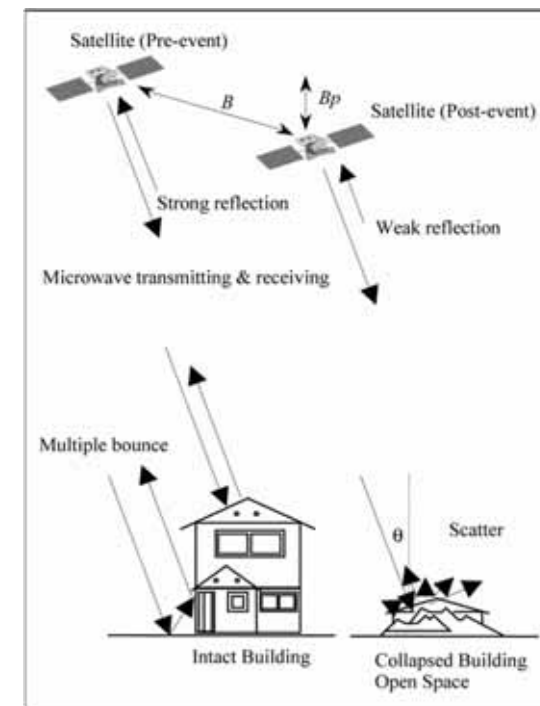 Satellite (Pre-event)
B
Bp
Satellite (Post-event)
Strong reflection
Weak reflection
Microwave transmitting & receiving
Multiple bounce
θ
Scatter
Intact Building
Collapsed Building
Open Space